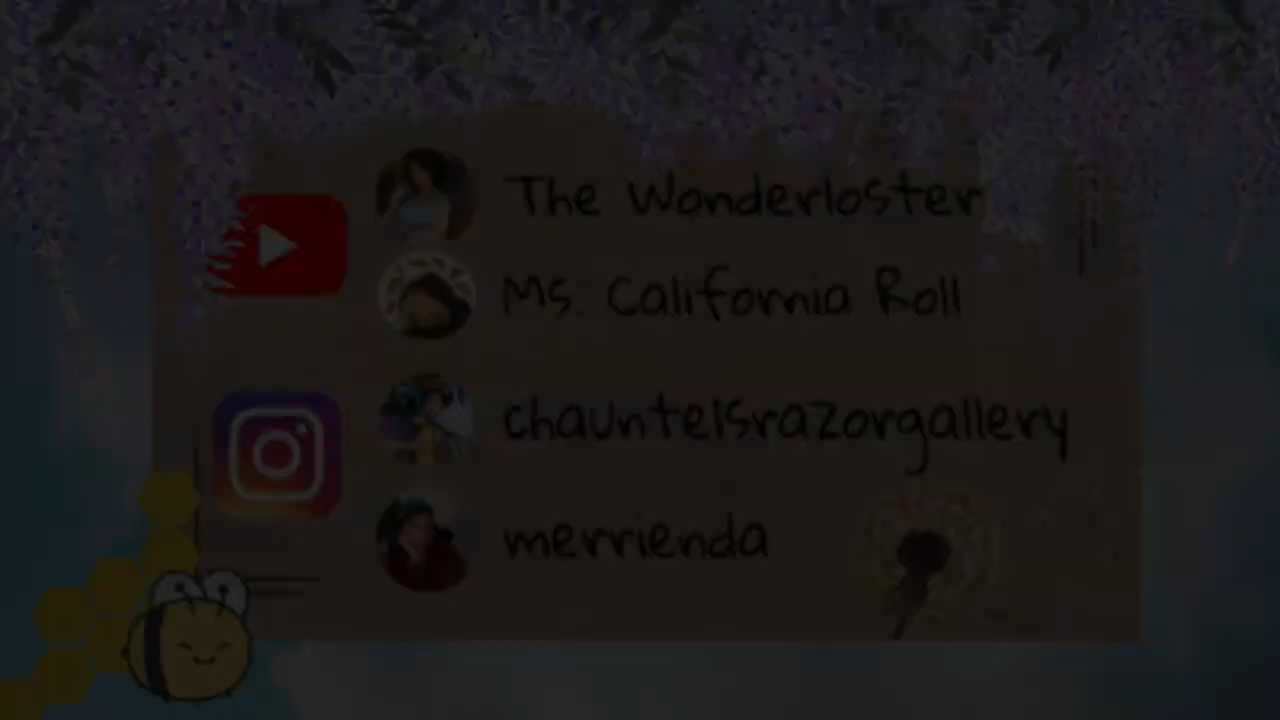 The Wonderloster
Ms. California Roll
chauntelsrazorgallery
merrienda